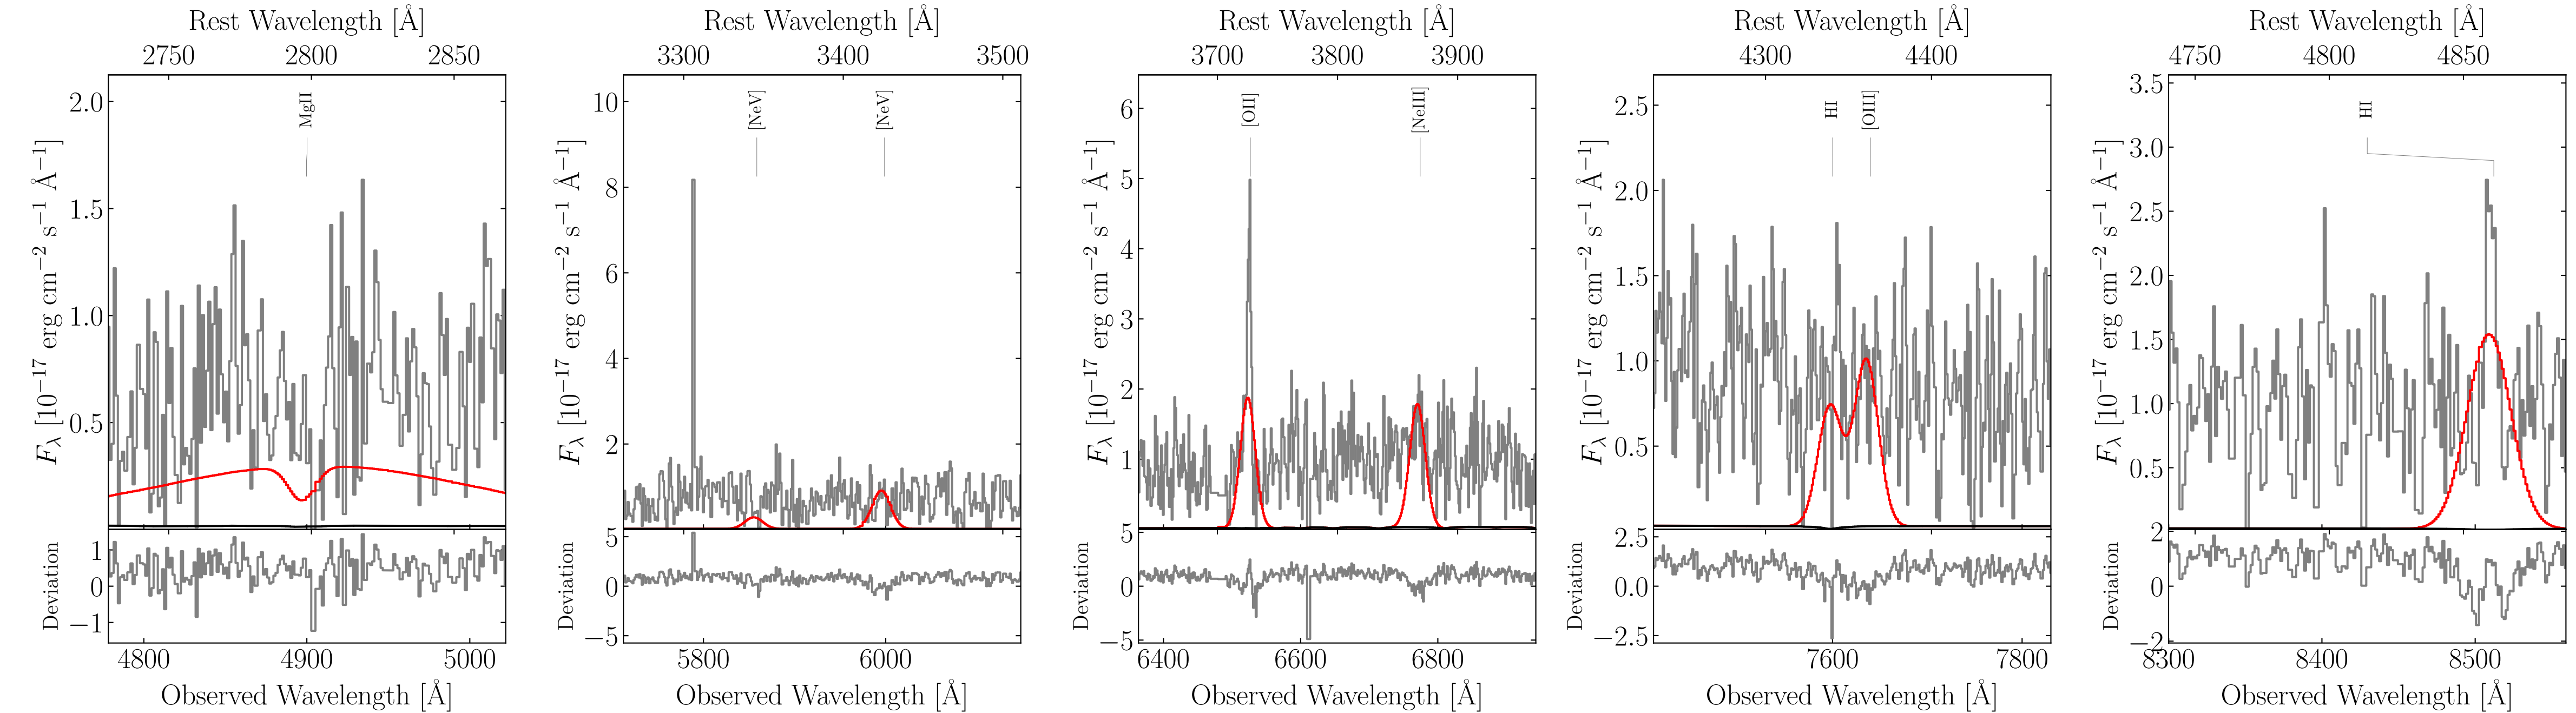 Rest Wavelength [Å]
2750 2800 2850
MgII
2.0
1.5
1.0
0.5
F_λ [10^{−17} erg cm^{−2} s^{−1} Å^{−1}]
1
0
−1
Deviation
4800 4900 5000
Observed Wavelength [Å]
Rest Wavelength [Å]
3300 3400 3500
[NeV] [NeV]
10
8
6
4
2
F_λ [10^{−17} erg cm^{−2} s^{−1} Å^{−1}]
5
0
−5
Deviation
5800 6000
Observed Wavelength [Å]
Rest Wavelength [Å]
3700 3800 3900
[OII] [NeIII]
6
5
4
3
2
1
F_λ [10^{−17} erg cm^{−2} s^{−1} Å^{−1}]
5
0
−5
Deviation
6400 6600 6800
Observed Wavelength [Å]
Rest Wavelength [Å]
4300 4400
HI [OIII]
2.5
2.0
1.5
1.0
0.5
F_λ [10^{−17} erg cm^{−2} s^{−1} Å^{−1}]
2.5
0.0
−2.5
Deviation
7600 7800
Observed Wavelength [Å]
Rest Wavelength [Å]
4750 4800 4850
HI
3.5
3.0
2.5
2.0
1.5
1.0
0.5
F_λ [10^{−17} erg cm^{−2} s^{−1} Å^{−1}]
2
0
−2
Deviation
8300 8400 8500
Observed Wavelength [Å]